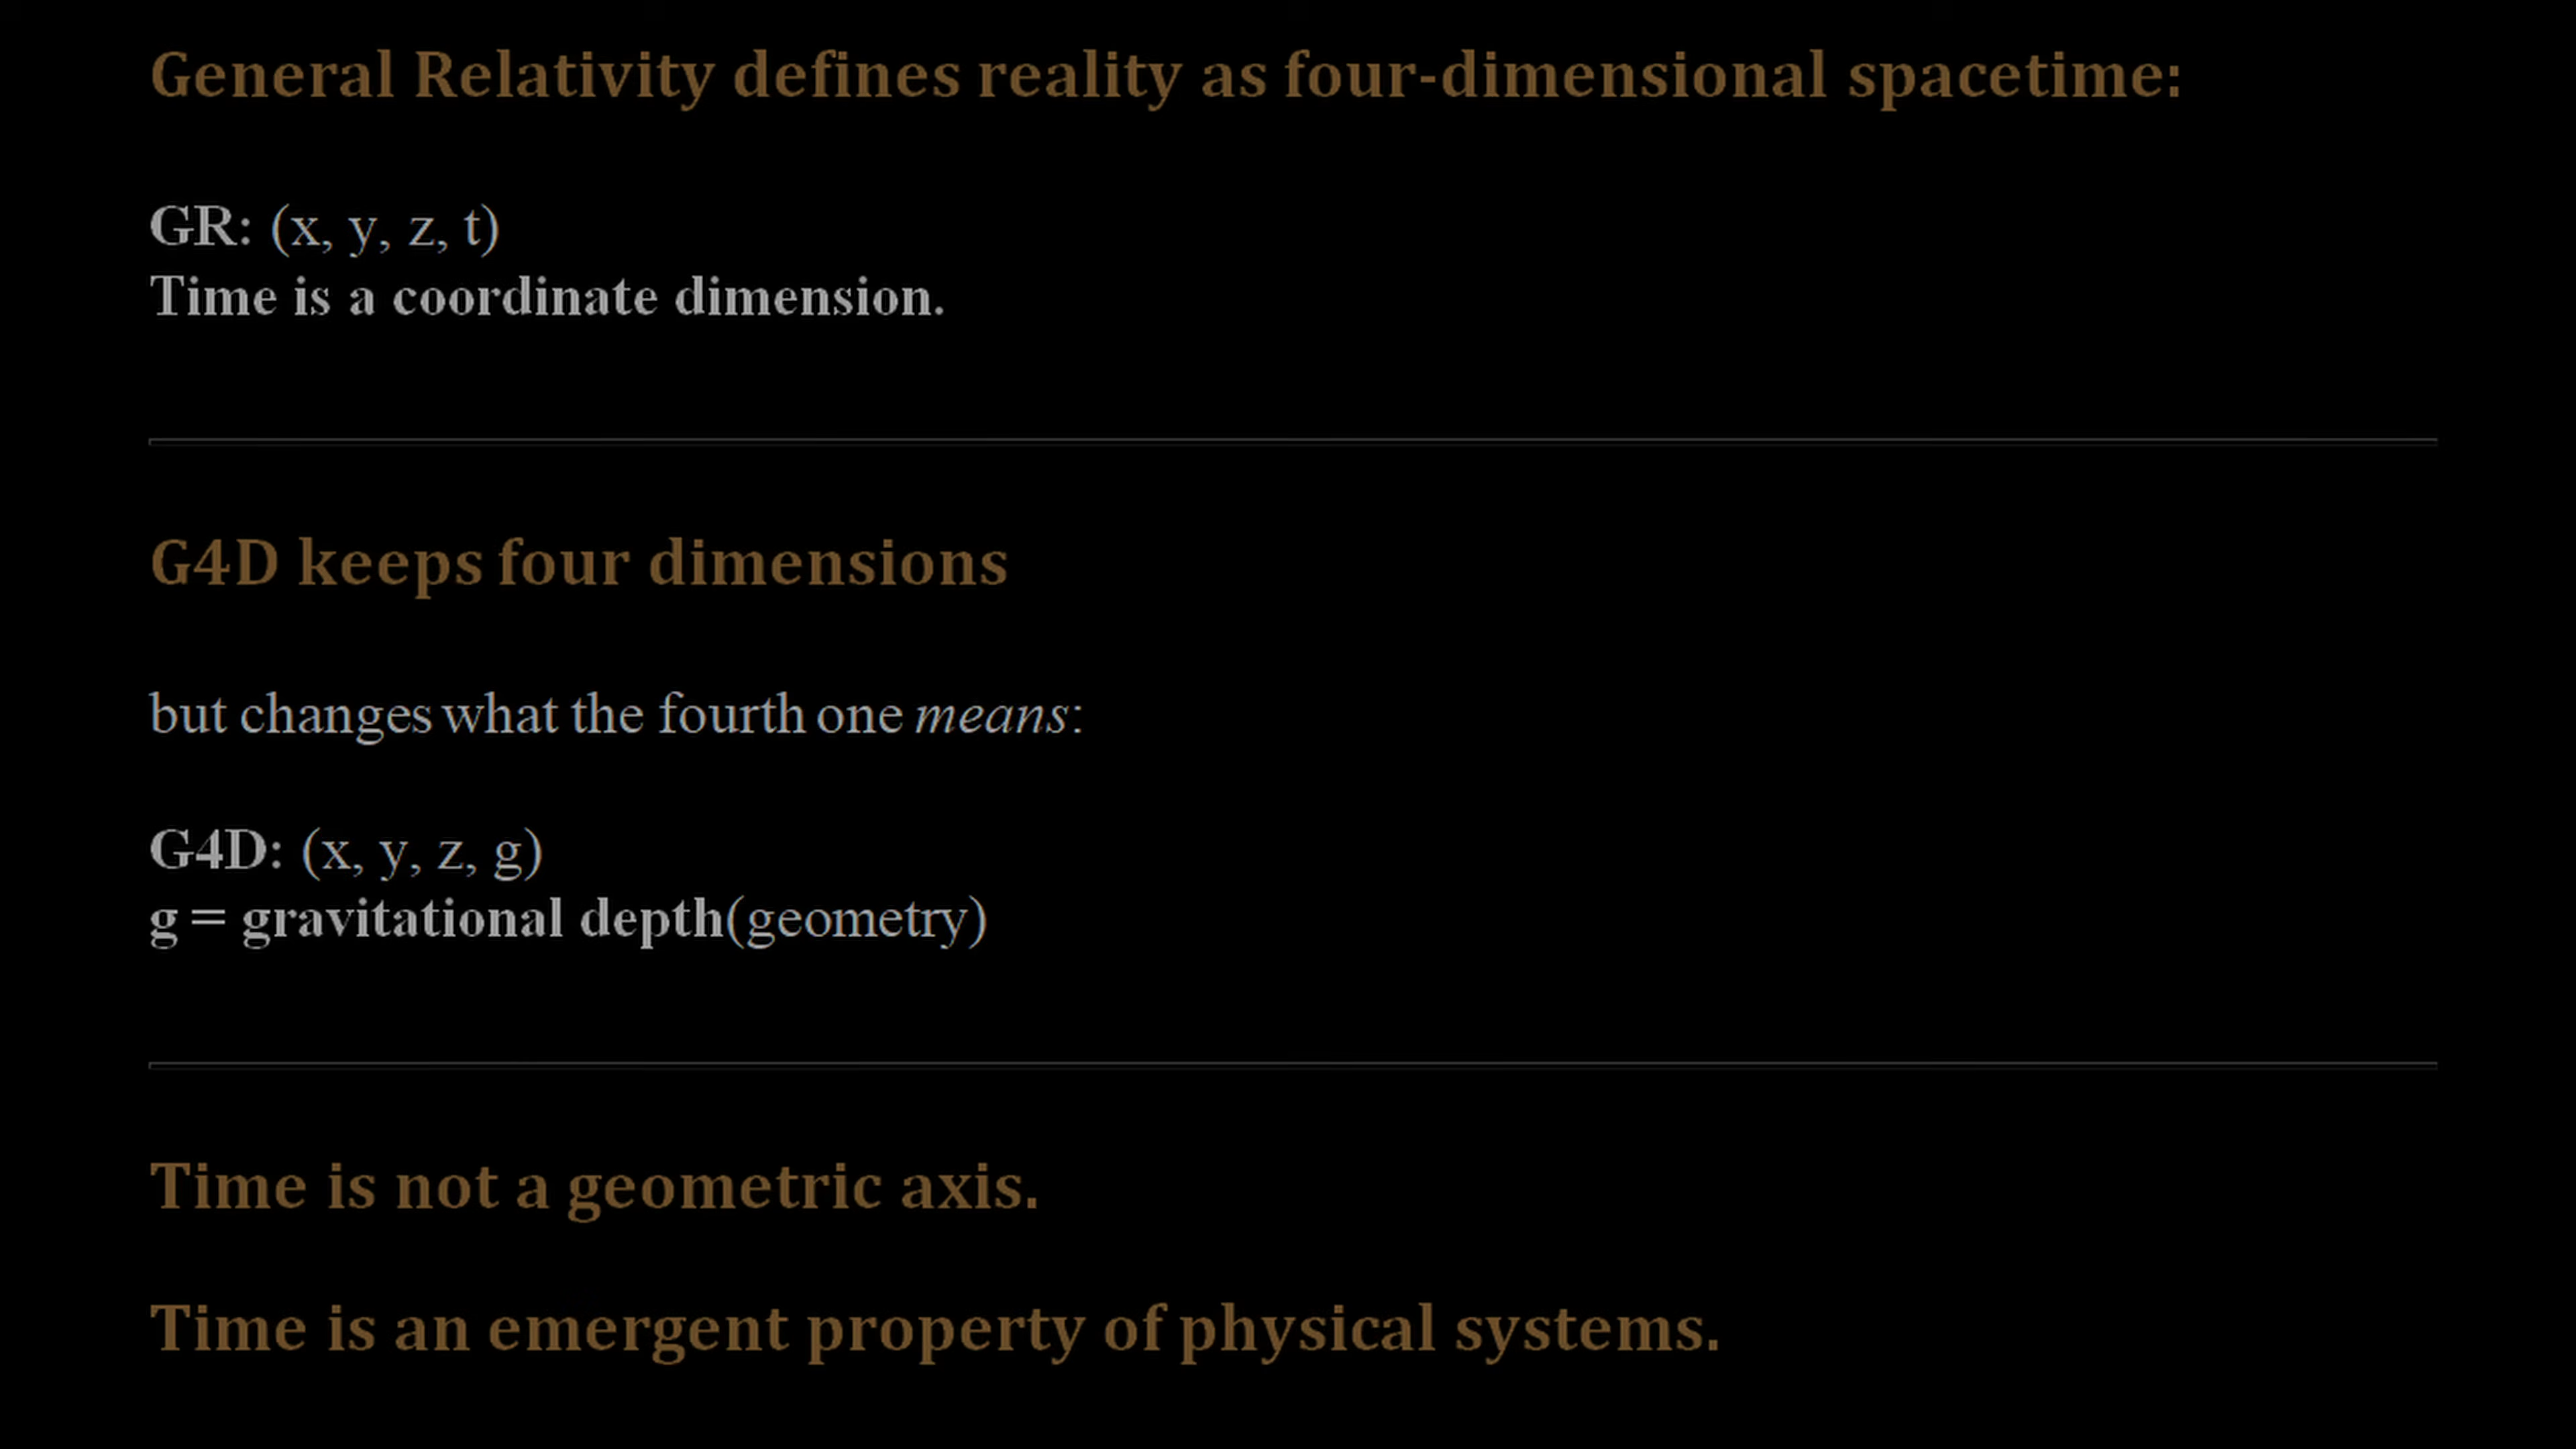 General Relativity defines reality as four-dimensional spacetime:
GR: (x, y, z, t)
Time is a coordinate dimension.
G4D keeps four dimensions
but changes what the fourth one means:
G4D: (x, y, z, g)
g = gravitational depth(geometry)
Time is not a geometric axis.
Time is an emergent property of physical systems.